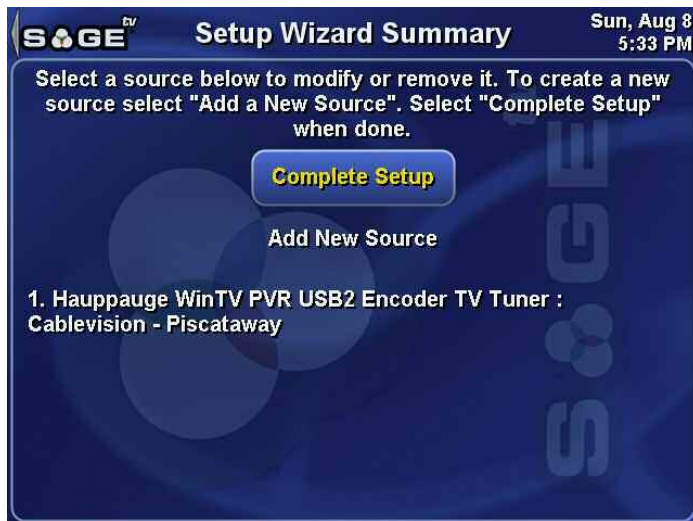 SAGE tv
Setup Wizard Summary
Sun, Aug 8
5:33 PM
Select a source below to modify or remove it. To create a new
source select "Add a New Source". Select "Complete Setup"
when done.
Complete Setup
Add New Source
1. Hauppauge WinTV PVR USB2 Encoder TV Tuner :
Cablevision - Piscataway
SAGE tv